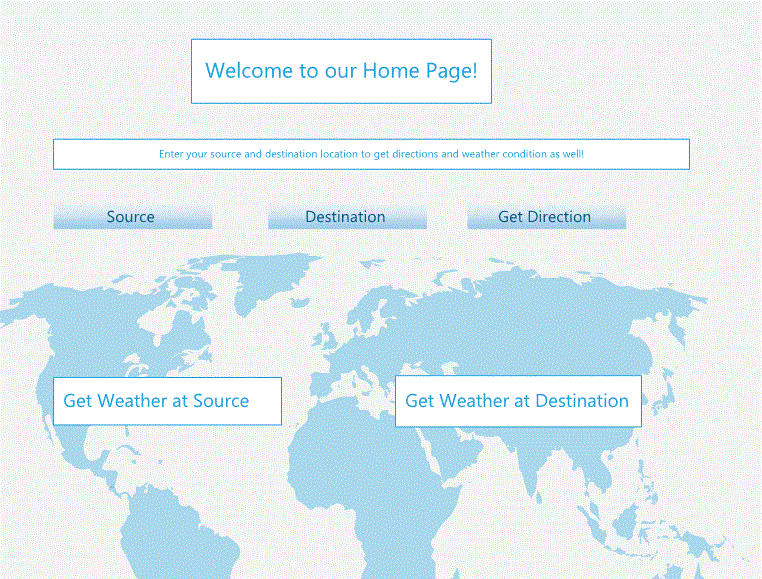 Welcome to our Home Page!
Enter your source and destination location to get directions and weather condition as well!
Source
Destination
Get Direction
Get Weather at Source
Get Weather at Destination